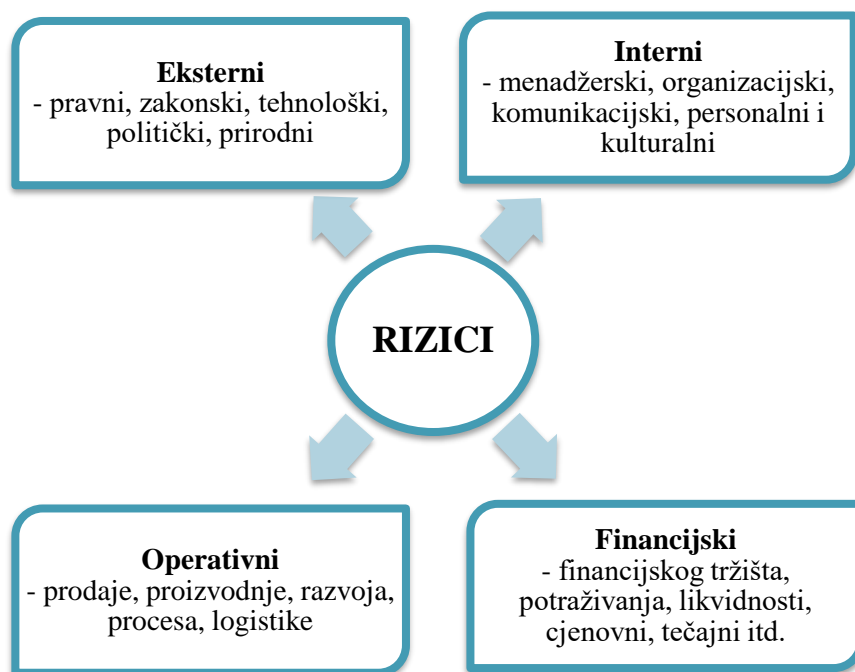 Eksterni
- pravni, zakonski, tehnološki,
politički, prirodni
Interni
- menadžerski, organizacijski,
komunikacijski, personalni i
kulturalni
RIZICI
Operativni
- prodaje, proizvodnje, razvoja,
procesa, logistike
Financijski
- financijskog tržišta,
potraživanja, likvidnosti,
cjenovni, tečajni itd.